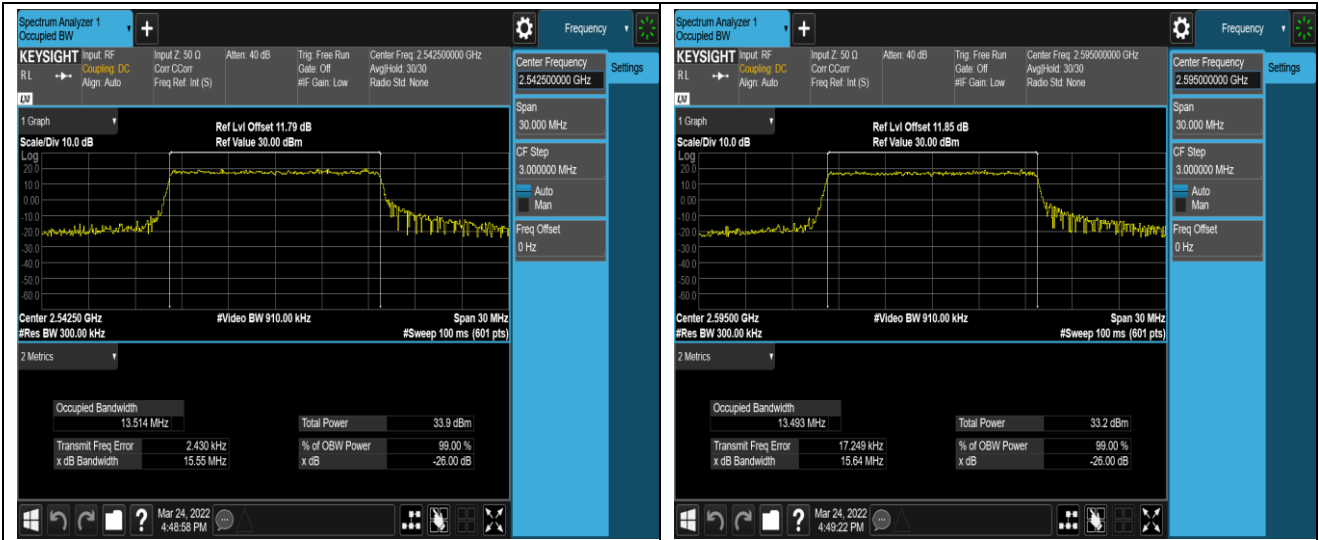 Spectrum Analyzer 1
Occupied BW
+
Frequency
KEYSIGHT Input: RF Input Z: 50 Ω Atten: 40 dB Trig: Free Run Center Freq: 2.542500000 GHz
RL Coupling: DC Corr CCorr Gate: Off Avg|Hold: 30/30
Align: Auto Freq Ref: Int (S) #IF Gain: Low Radio Std: None
LXI
Center Frequency
2.542500000 GHz
Settings
Span
30.000 MHz
CF Step
3.000000 MHz
Auto
Man
Freq Offset
0 Hz
1 Graph
Ref Lvl Offset 11.79 dB
Scale/Div 10.0 dB Ref Value 30.00 dBm
Log
20.0
10.0
0.00
-10.0
-20.0
-30.0
-40.0
-50.0
-60.0
Center 2.54250 GHz #Video BW 910.00 kHz Span 30 MHz
#Res BW 300.00 kHz #Sweep 100 ms (601 pts)
2 Metrics
Occupied Bandwidth
13.514 MHz Total Power 33.9 dBm
Transmit Freq Error 2.430 kHz % of OBW Power 99.00 %
x dB Bandwidth 15.55 MHz x dB -26.00 dB
?
Mar 24, 2022
4:48:58 PM
Spectrum Analyzer 1
Occupied BW
+
Frequency
KEYSIGHT Input: RF Input Z: 50 Ω Atten: 40 dB Trig: Free Run Center Freq: 2.595000000 GHz
RL Coupling: DC Corr CCorr Gate: Off Avg|Hold: 30/30
Align: Auto Freq Ref: Int (S) #IF Gain: Low Radio Std: None
LXI
Center Frequency
2.595000000 GHz
Settings
Span
30.000 MHz
CF Step
3.000000 MHz
Auto
Man
Freq Offset
0 Hz
1 Graph
Ref Lvl Offset 11.85 dB
Scale/Div 10.0 dB Ref Value 30.00 dBm
Log
20.0
10.0
0.00
-10.0
-20.0
-30.0
-40.0
-50.0
-60.0
Center 2.59500 GHz #Video BW 910.00 kHz Span 30 MHz
#Res BW 300.00 kHz #Sweep 100 ms (601 pts)
2 Metrics
Occupied Bandwidth
13.493 MHz Total Power 33.2 dBm
Transmit Freq Error 17.249 kHz % of OBW Power 99.00 %
x dB Bandwidth 15.64 MHz x dB -26.00 dB
?
Mar 24, 2022
4:49:22 PM